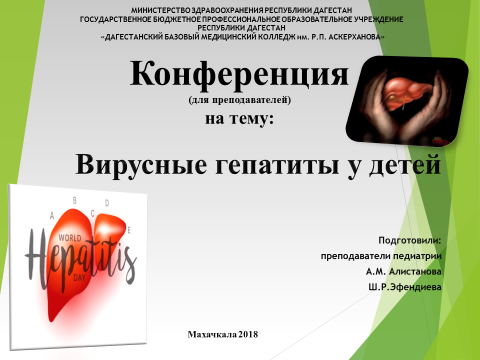 МИНИСТЕРСТВО ЗДРАВООХРАНЕНИЯ РЕСПУБЛИКИ ДАГЕСТАН
ГОСУДАРСТВЕННОЕ БЮДЖЕТНОЕ ПРОФЕССИОНАЛЬНОЕ ОБРАЗОВАТЕЛЬНОЕ УЧРЕЖДЕНИЕ
РЕСПУБЛИКИ ДАГЕСТАН
«ДАГЕСТАНСКИЙ БАЗОВЫЙ МЕДИЦИНСКИЙ КОЛЛЕДЖ им. Р.П. АСКЕРХАНОВА»
Конференция
(для преподавателей)
на тему:
Вирусные гепатиты у детей
A B C D E
WORLD
Hepatitis
DAY
Подготовили:
преподаватели педиатрии
А.М. Алистанова
Ш.Р.Эфендиева
Махачкала 2018